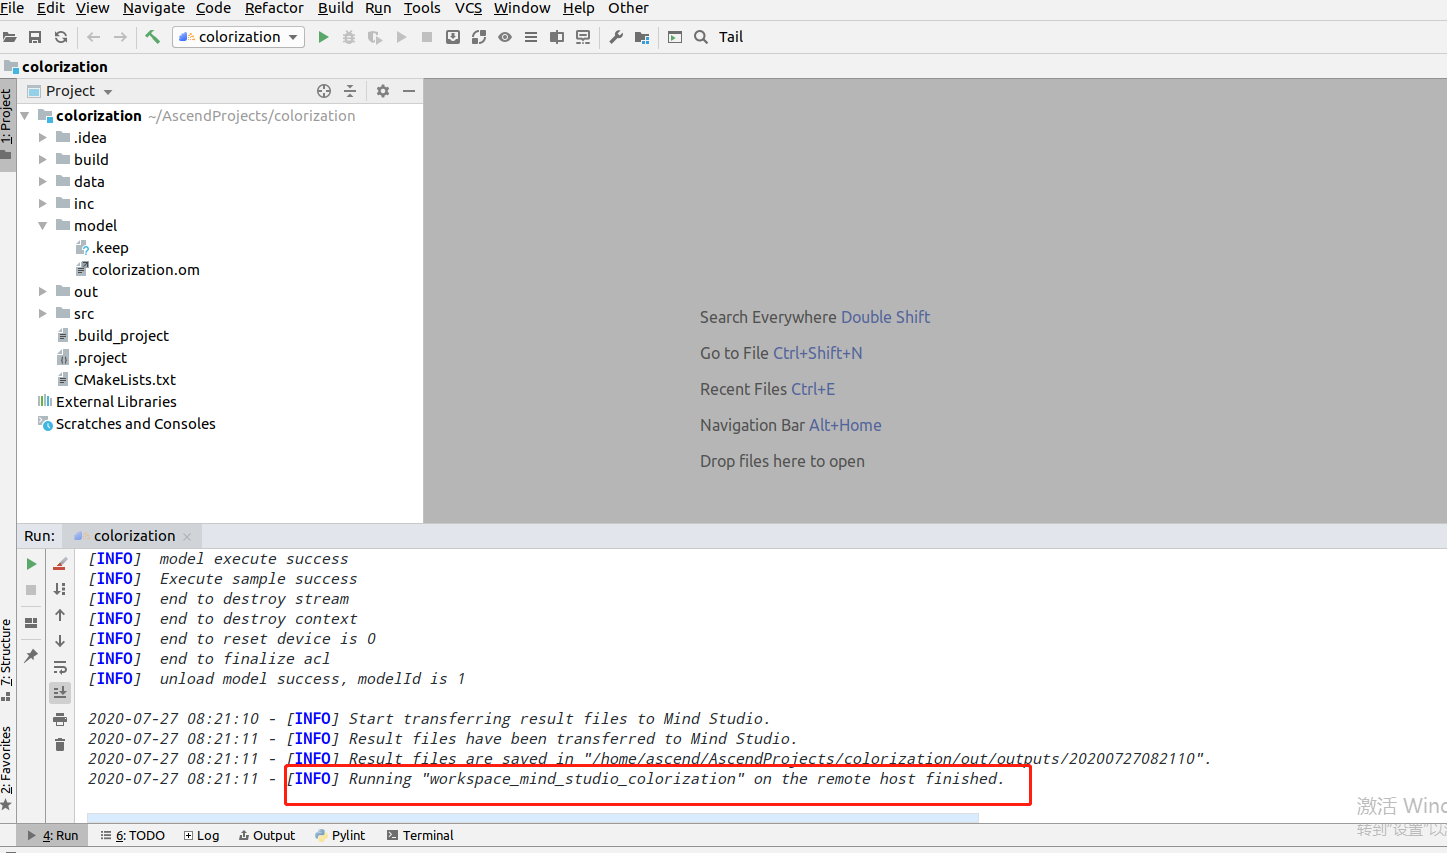 File Edit View Navigate Code Refactor Build Run Tools VCS Window Help Other
colorization Tail
colorization
Project
1: Project
colorization ~/AscendProjects/colorization
.idea
build
data
inc
model
.keep
colorization.om
out
src
.build_project
.project
CMakeLists.txt
External Libraries
Scratches and Consoles
Search Everywhere Double Shift
Go to File Ctrl+Shift+N
Recent Files Ctrl+E
Navigation Bar Alt+Home
Drop files here to open
Run: colorization
[INFO] model execute success
[INFO] Execute sample success
[INFO] end to destroy stream
[INFO] end to destroy context
[INFO] end to reset device is 0
[INFO] end to finalize acl
[INFO] unload model success, modelId is 1
2020-07-27 08:21:10 - [INFO] Start transferring result files to Mind Studio.
2020-07-27 08:21:11 - [INFO] Result files have been transferred to Mind Studio.
2020-07-27 08:21:11 - [INFO] Result files are saved in "/home/ascend/AscendProjects/colorization/out/outputs/20200727082110".
2020-07-27 08:21:11 - [INFO] Running "workspace_mind_studio_colorization" on the remote host finished.
7: Structure
2: Favorites
激活 Wind
转到"设置"以
4: Run 6: TODO Log Output Pylint Terminal